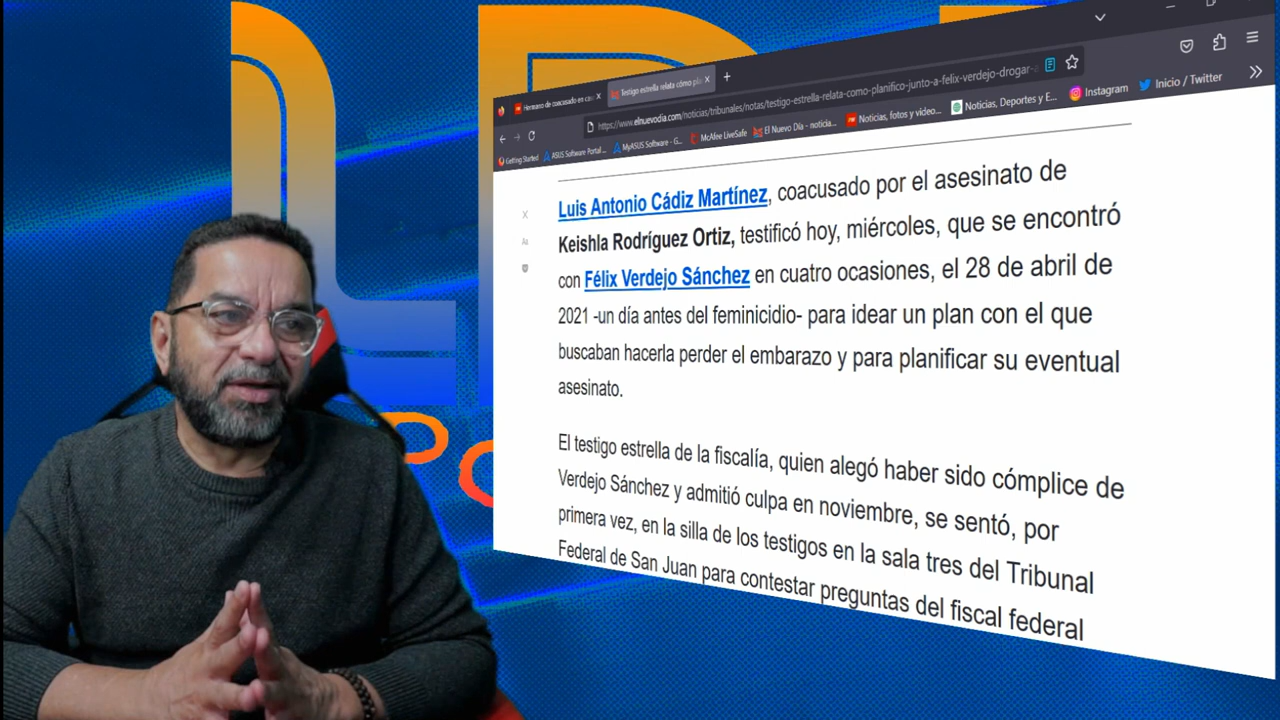 Testigo estrella relata cómo pla
https://www.elnuevodia.com/noticias/tribunales/notas/testigo-estrella-relata-como-planifico-junto-a-felix-verdejo-drogar-
Getting Started ASUS Software Portal... MyASUS Software - G... McAfee LiveSafe El Nuevo Día - noticia... Noticias, fotos y vídeo... Noticias, Deportes y E... Instagram Inicio / Twitter
Luis Antonio Cádiz Martínez, coacusado por el asesinato de
Keishla Rodríguez Ortiz, testificó hoy, miércoles, que se encontró
con Félix Verdejo Sánchez en cuatro ocasiones, el 28 de abril de
2021 -un día antes del feminicidio- para idear un plan con el que
buscaban hacerla perder el embarazo y para planificar su eventual
asesinato.
El testigo estrella de la fiscalía, quien alegó haber sido cómplice de
Verdejo Sánchez y admitió culpa en noviembre, se sentó, por
primera vez, en la silla de los testigos en la sala tres del Tribunal
Federal de San Juan para contestar preguntas del fiscal federal